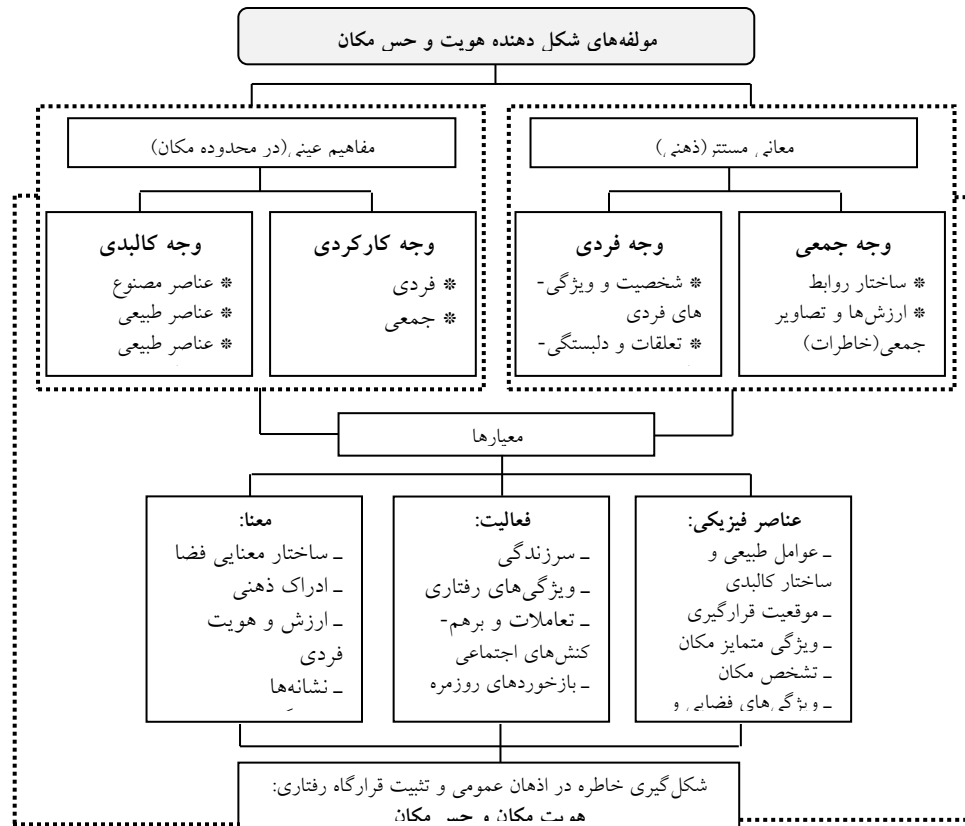 مولفه‌های شکل دهنده هویت و حس مکان
معانی مستتر(ذهنی)
مفاهیم عینی(در محدوده مکان)
وجه جمعی
* ساختار روابط
* ارزش‌ها و تصاویر
جمعی(خاطرات)
وجه فردی
* شخصیت و ویژگی-
های فردی
* تعلقات و دلبستگی-
وجه کارکردی
* فردی
* جمعی
وجه کالبدی
* عناصر مصنوع
* عناصر طبیعی
* عناصر طبیعی
معیارها
عناصر فیزیکی:
ـ عوامل طبیعی و
ساختار کالبدی
ـ موقعیت قرارگیری
ـ ویژگی متمایز مکان
ـ تشخص مکان
ـ ویژگی‌های فضایی و
فعالیت:
ـ سرزندگی
ـ ویژگی‌های رفتاری
ـ تعاملات و برهم-
کنش‌های اجتماعی
ـ بازخوردهای روزمره
معنا:
ـ ساختار معنایی فضا
ـ ادراک ذهنی
ـ ارزش و هویت
فردی
ـ نشانه‌ها
شکل‌گیری خاطره در اذهان عمومی و تثبیت قرارگاه رفتاری:
هویت مکان و حس مکان